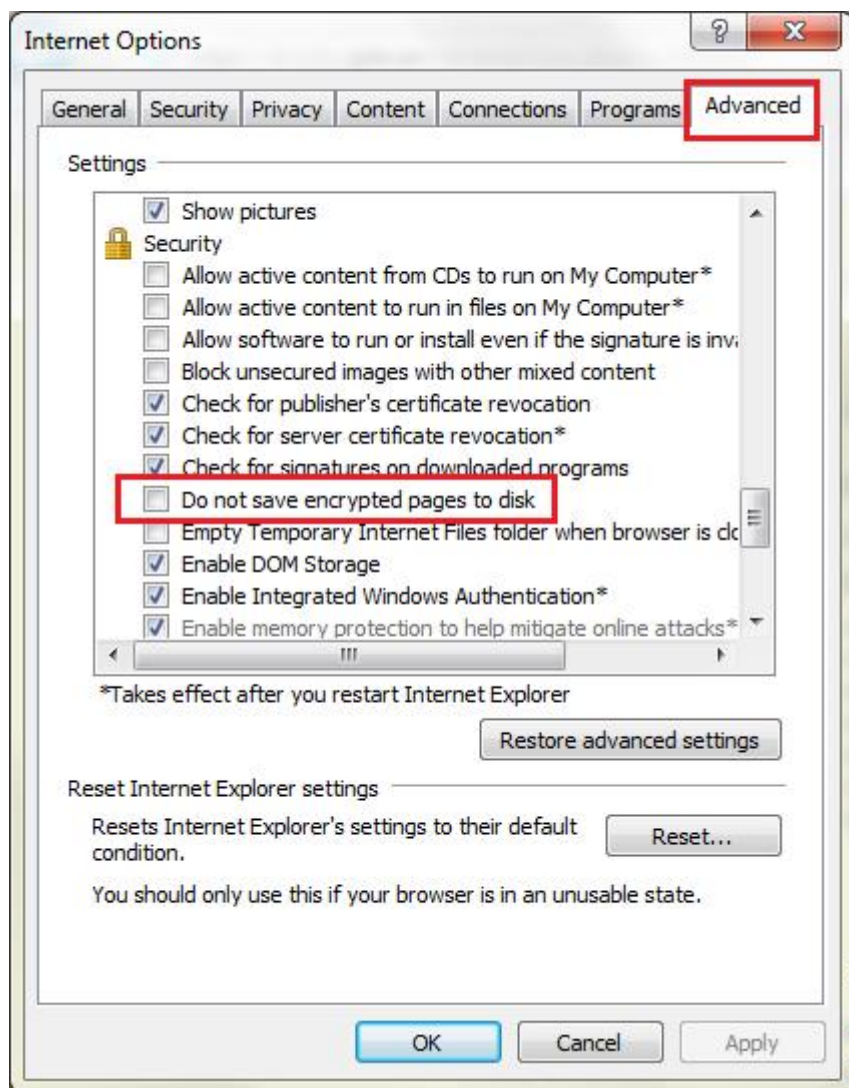 Internet Options
General Security Privacy Content Connections Programs Advanced
Settings
Show pictures
Security
Allow active content from CDs to run on My Computer*
Allow active content to run in files on My Computer*
Allow software to run or install even if the signature is
Block unsecured images with other mixed content
Check for publisher's certificate revocation
Check for server certificate revocation*
Check for signatures on downloaded programs
Do not save encrypted pages to disk
Empty Temporary Internet Files folder when browser is
Enable DOM Storage
Enable Integrated Windows Authentication*
Enable memory protection to help mitigate online attacks*
*Takes effect after you restart Internet Explorer
Restore advanced settings
Reset Internet Explorer settings
Resets Internet Explorer's settings to their default
condition.
Reset...
You should only use this if your browser is in an unusable state.
OK Cancel Apply